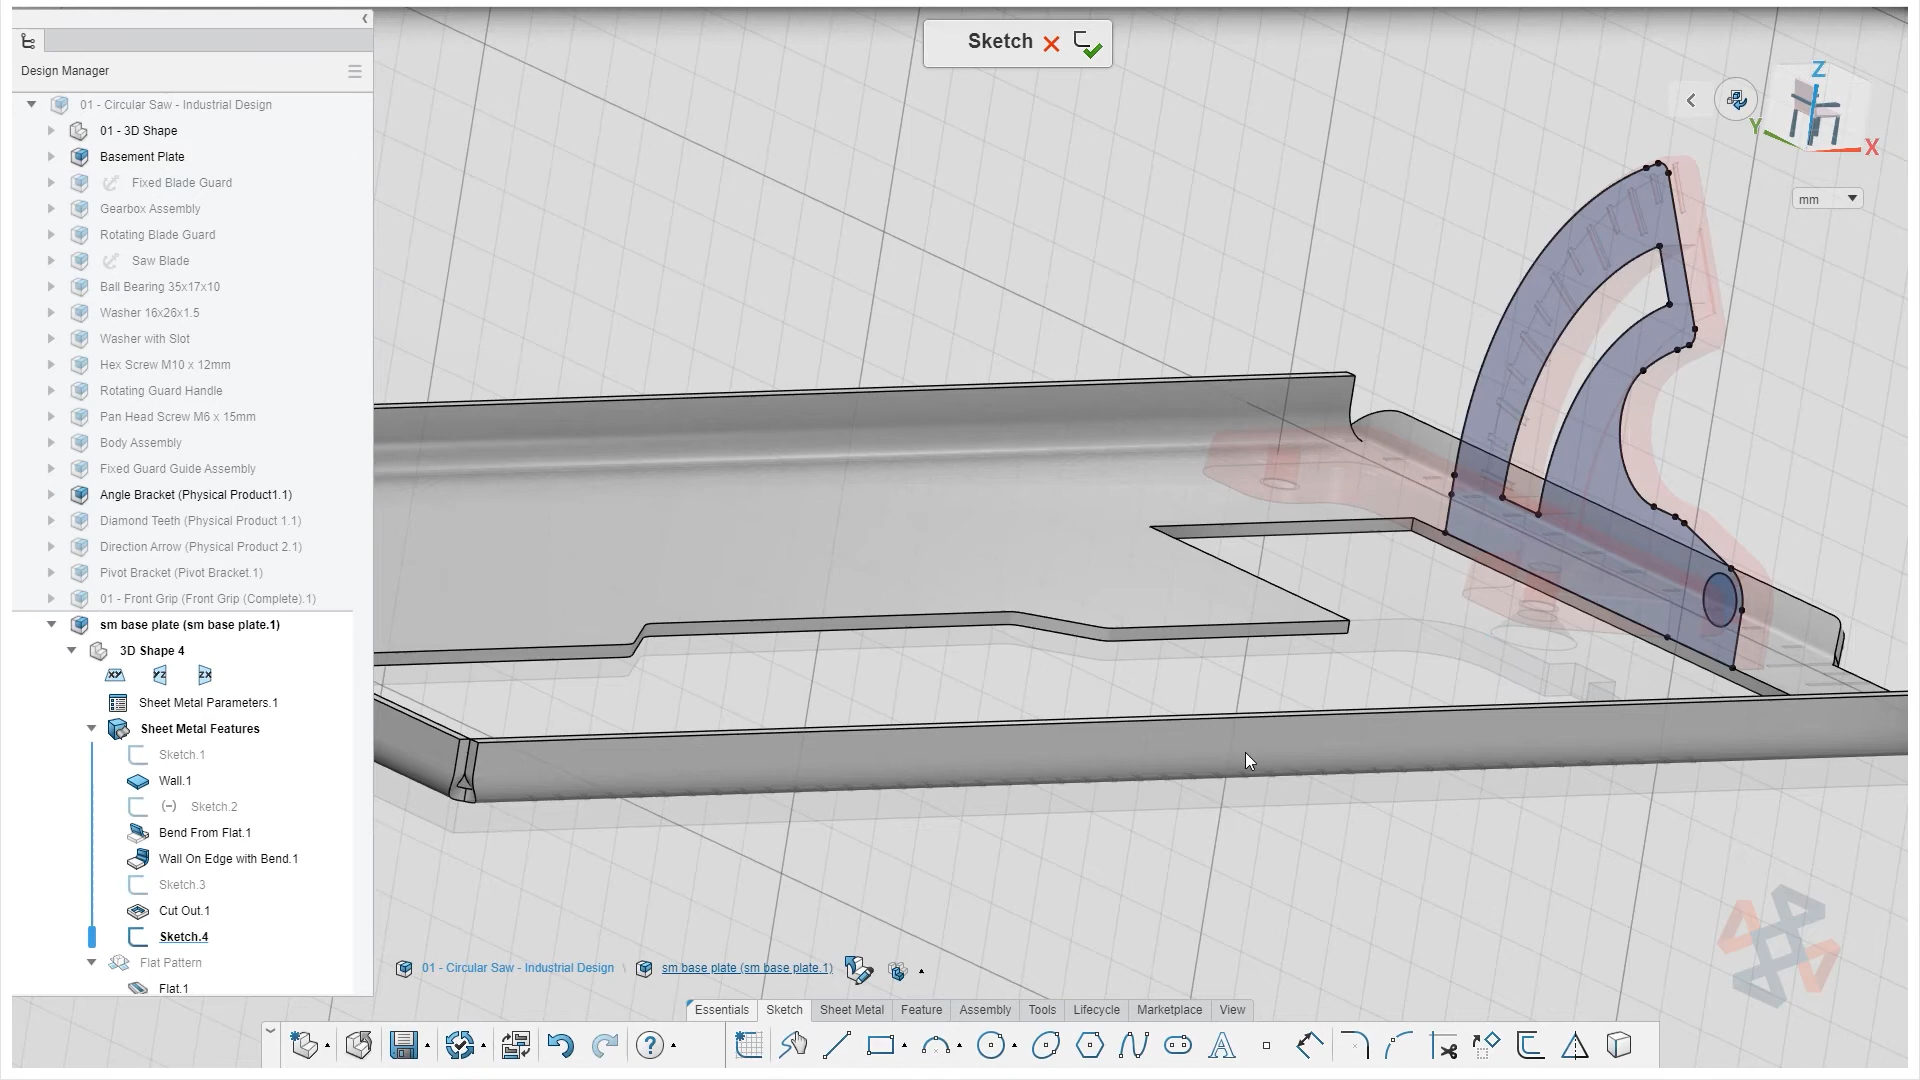 Sketch
Design Manager
01 - Circular Saw - Industrial Design
01 - 3D Shape
Basement Plate
Fixed Blade Guard
Gearbox Assembly
Rotating Blade Guard
Saw Blade
Ball Bearing 35x17x10
Washer 16x26x1.5
Washer with Slot
Hex Screw M10 x 12mm
Rotating Guard Handle
Pan Head Screw M6 x 15mm
Body Assembly
Fixed Guard Guide Assembly
Angle Bracket (Physical Product1.1)
Diamond Teeth (Physical Product 1.1)
Direction Arrow (Physical Product 2.1)
Pivot Bracket (Pivot Bracket.1)
01 - Front Grip (Front Grip (Complete).1)
sm base plate (sm base plate.1)
3D Shape 4
XY YZ ZX
Sheet Metal Parameters.1
Sheet Metal Features
Sketch.1
Wall.1
(-) Sketch.2
Bend From Flat.1
Wall On Edge with Bend.1
Sketch.3
Cut Out.1
Sketch.4
Flat Pattern
Flat.1
Z
Y
X
mm
01 - Circular Saw - Industrial Design \ sm base plate (sm base plate.1)
Essentials Sketch Sheet Metal Feature Assembly Tools Lifecycle Marketplace View